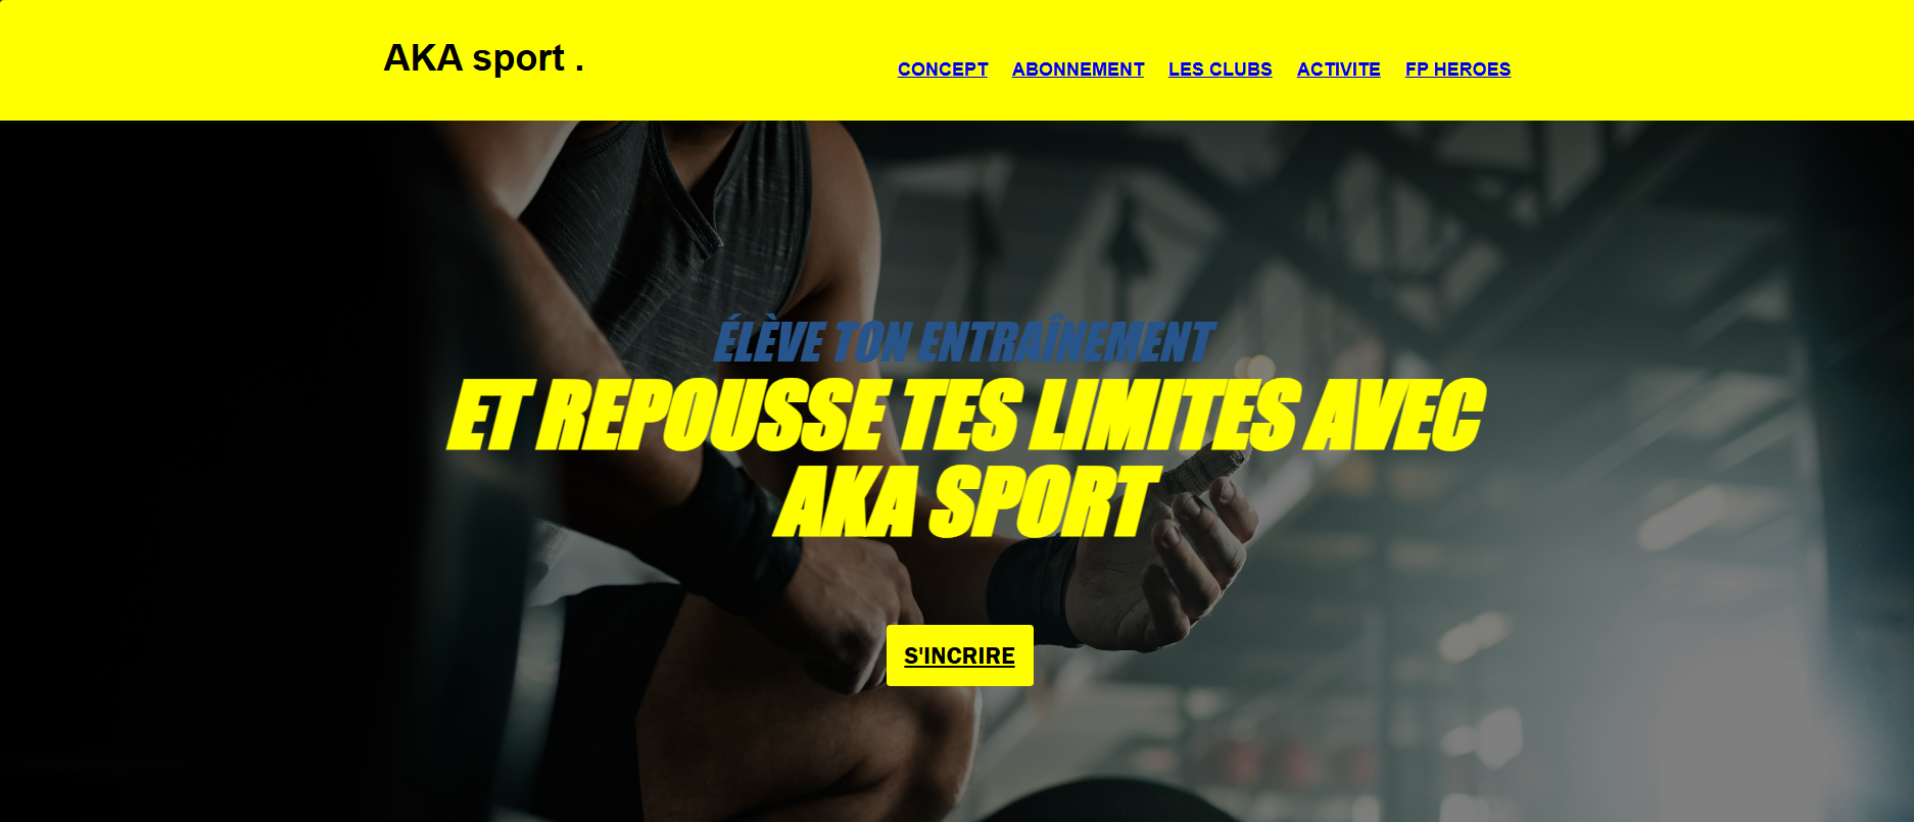 AKA sport .
CONCEPT ABONNEMENT LES CLUBS ACTIVITE FP HEROES
ÉLÈVE TON ENTRAÎNEMENT
ET REPOUSSE TES LIMITES AVEC
AKA SPORT
S'INCRIRE